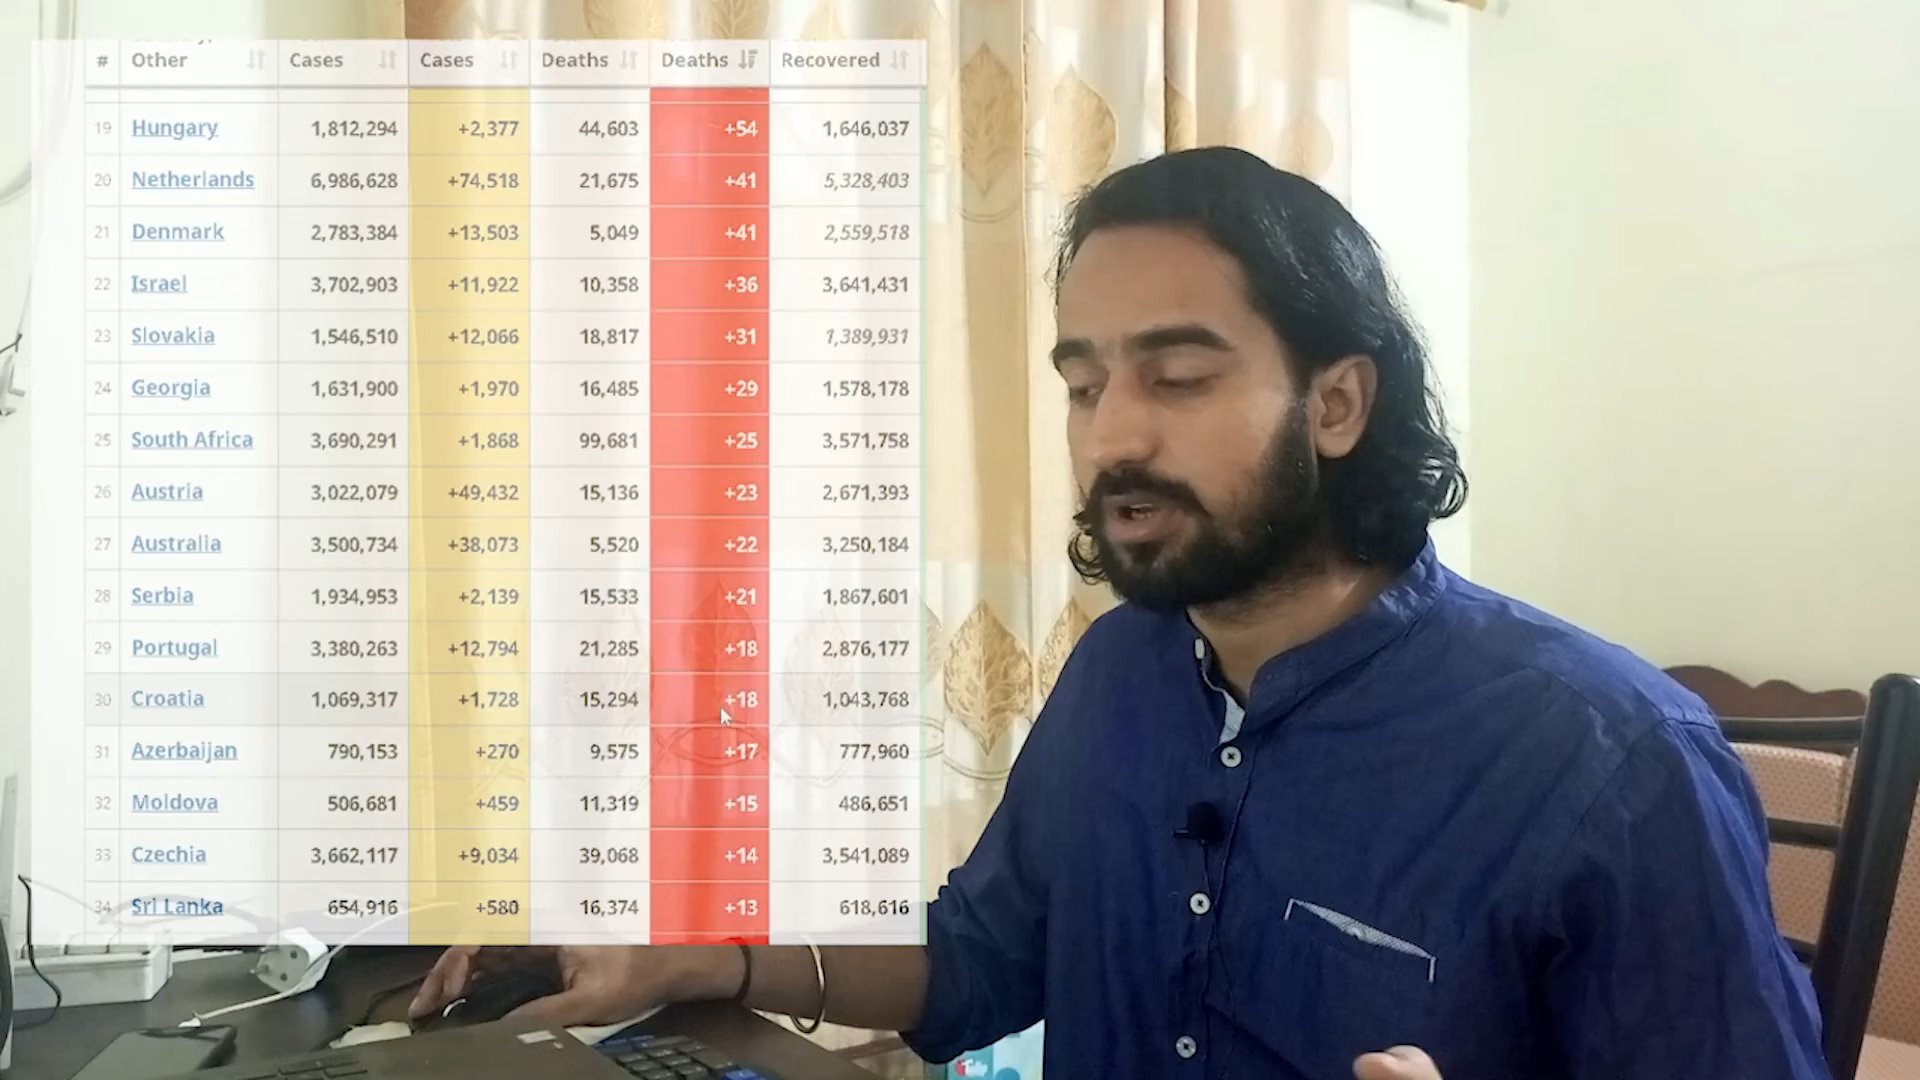 # Other Cases Cases Deaths Deaths Recovered
19 Hungary 1,812,294 +2,377 44,603 +54 1,646,037
20 Netherlands 6,986,628 +74,518 21,675 +41 5,328,403
21 Denmark 2,783,384 +13,503 5,049 +41 2,559,518
22 Israel 3,702,903 +11,922 10,358 +36 3,641,431
23 Slovakia 1,546,510 +12,066 18,817 +31 1,389,931
24 Georgia 1,631,900 +1,970 16,485 +29 1,578,178
25 South Africa 3,690,291 +1,868 99,681 +25 3,571,758
26 Austria 3,022,079 +49,432 15,136 +23 2,671,393
27 Australia 3,500,734 +38,073 5,520 +22 3,250,184
28 Serbia 1,934,953 +2,139 15,533 +21 1,867,601
29 Portugal 3,380,263 +12,794 21,285 +18 2,876,177
30 Croatia 1,069,317 +1,728 15,294 +18 1,043,768
31 Azerbaijan 790,153 +270 9,575 +17 777,960
32 Moldova 506,681 +459 11,319 +15 486,651
33 Czechia 3,662,117 +9,034 39,068 +14 3,541,089
34 Sri Lanka 654,916 +580 16,374 +13 618,616
Tulip